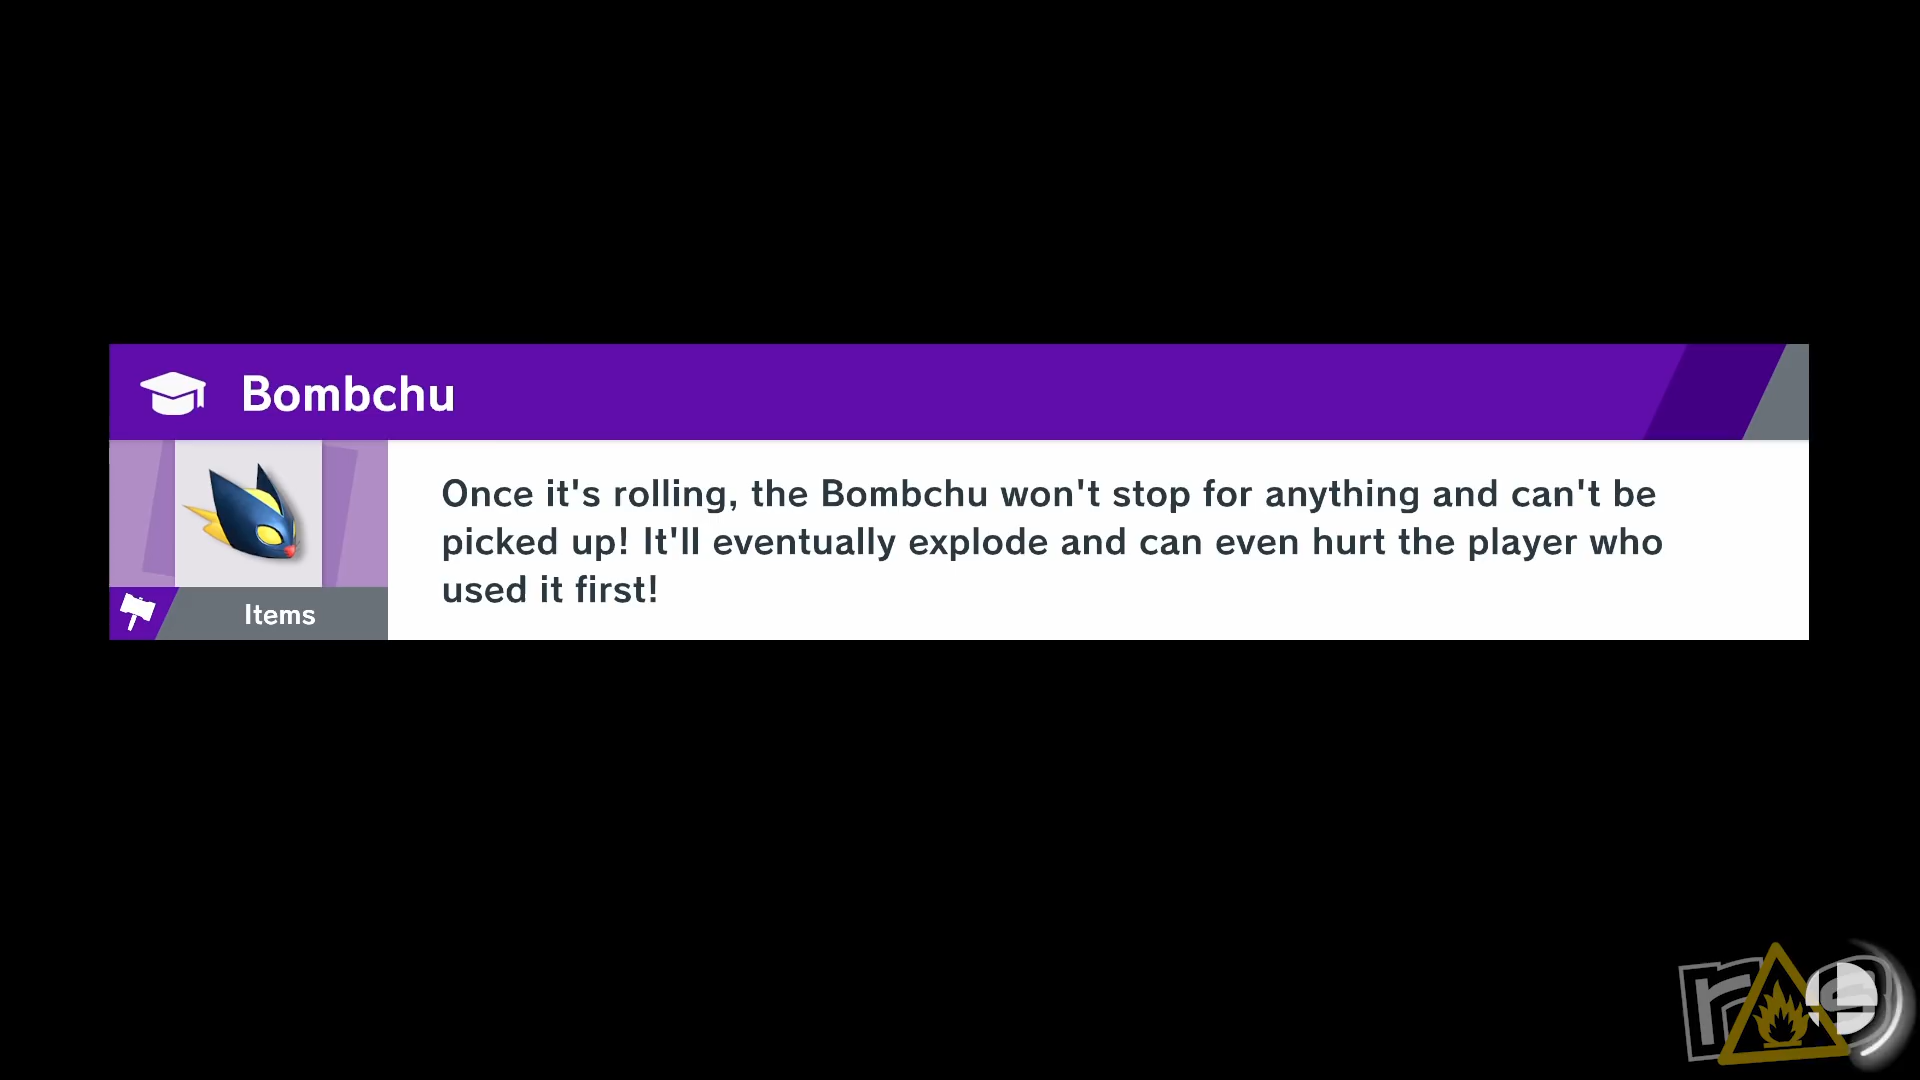 Bombchu
Once it's rolling, the Bombchu won't stop for anything and can't be
picked up! It'll eventually explode and can even hurt the player who
used it first!
Items